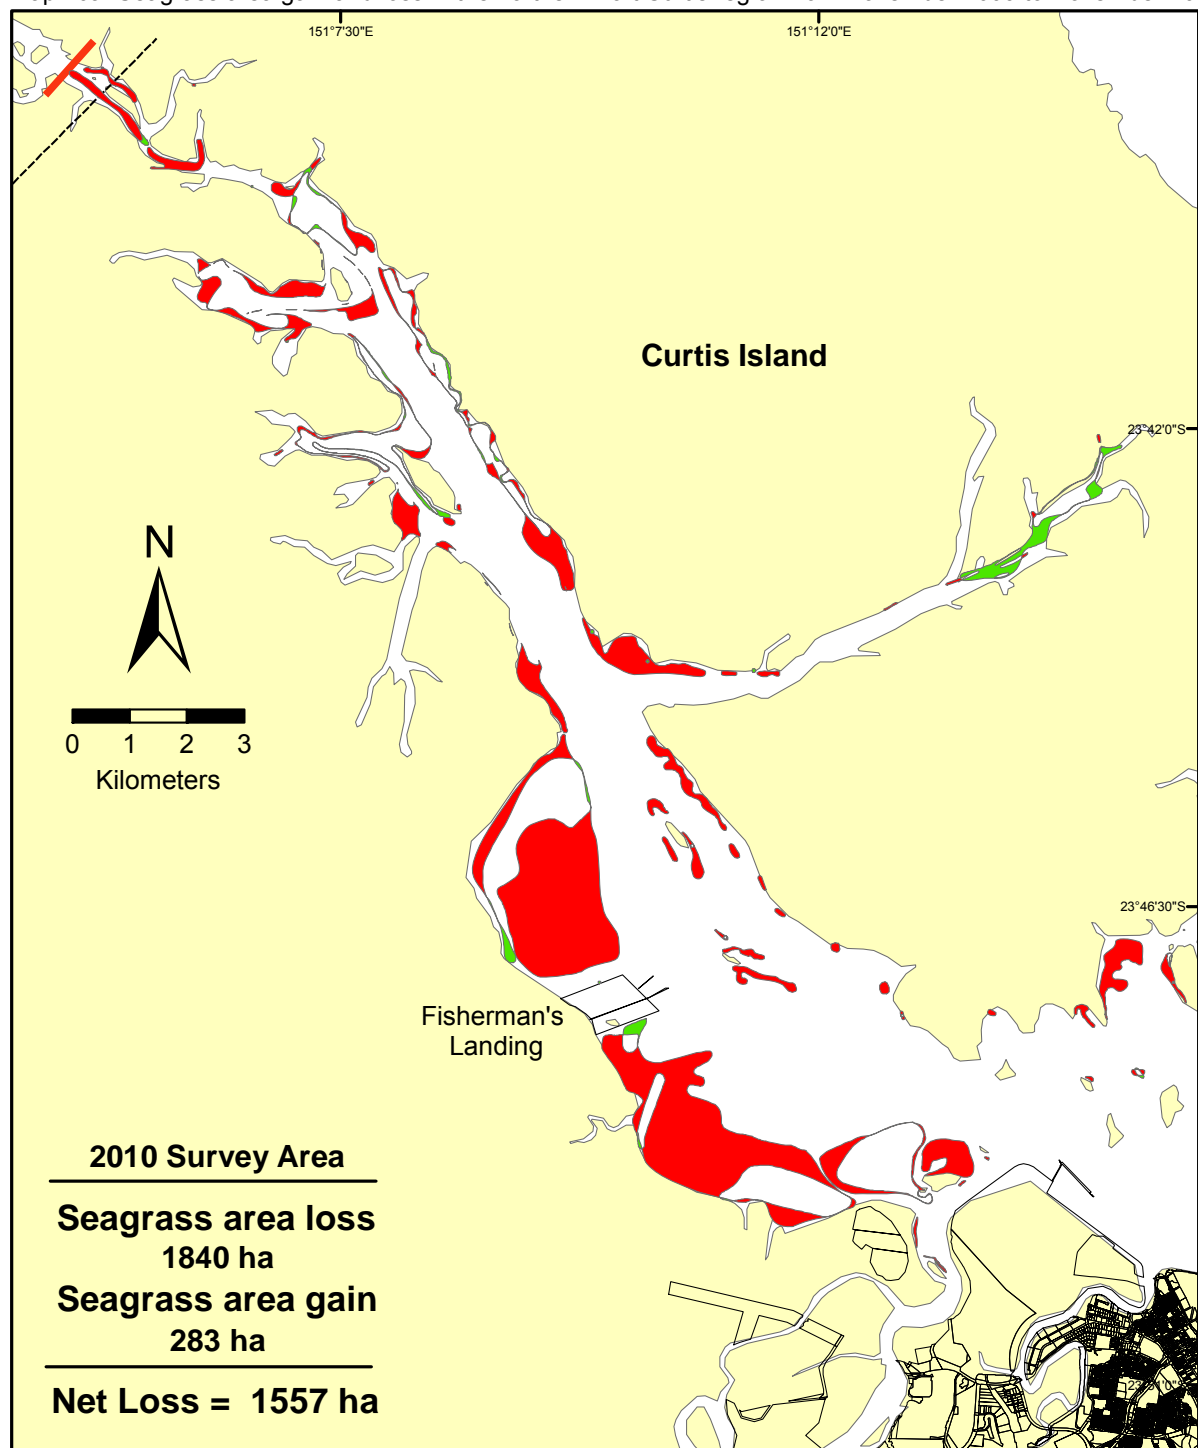 151°7'30"E
151°12'0"E
Curtis Island
23°42'0"S
N
0 1 2 3
Kilometers
23°46'30"S
Fisherman's
Landing
2010 Survey Area
Seagrass area loss
1840 ha
Seagrass area gain
283 ha
Net Loss = 1557 ha